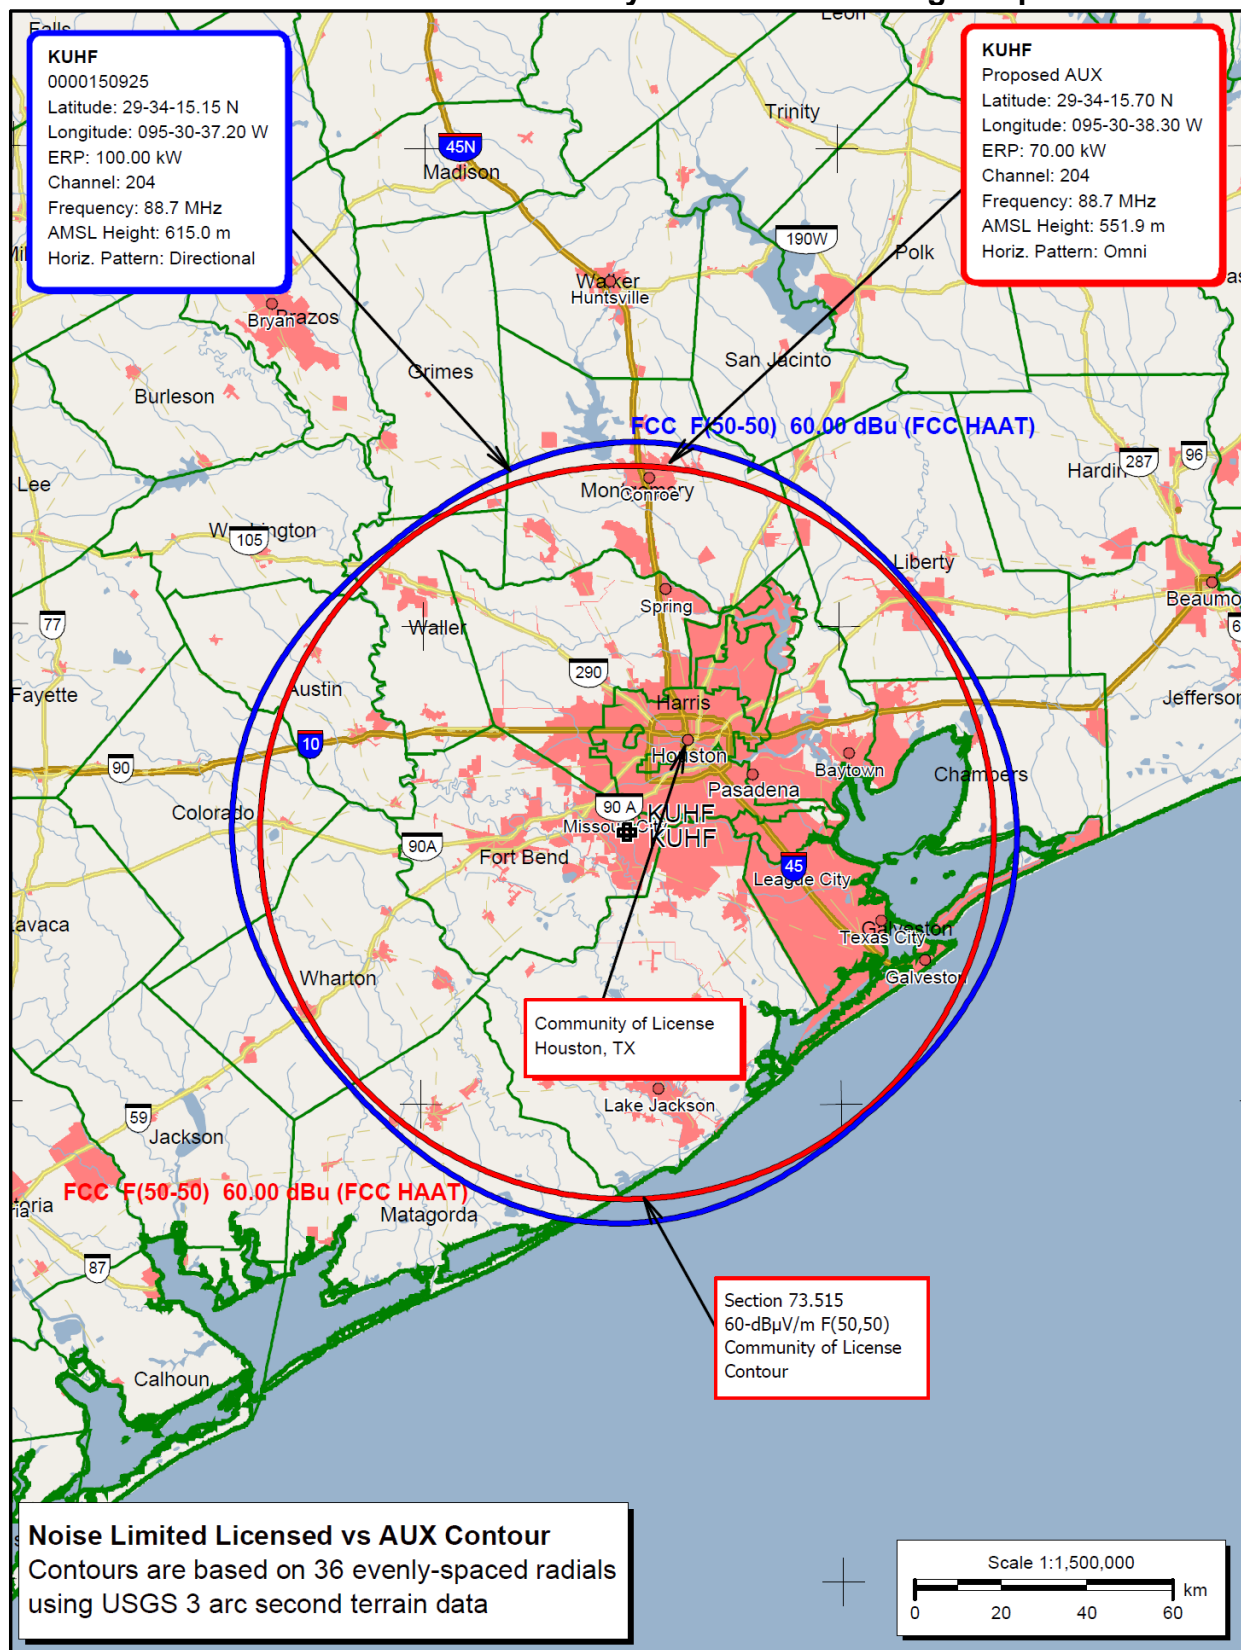 KUHF
0000150925
Latitude: 29-34-15.15 N
Longitude: 095-30-37.20 W
ERP: 100.00 kW
Channel: 204
Frequency: 88.7 MHz
AMSL Height: 615.0 m
Horiz. Pattern: Directional
KUHF
Proposed AUX
Latitude: 29-34-15.70 N
Longitude: 095-30-38.30 W
ERP: 70.00 kW
Channel: 204
Frequency: 88.7 MHz
AMSL Height: 551.9 m
Horiz. Pattern: Omni
Trinity
45N
Madison
190W
Polk
Walker
Huntsville
Bryan Brazos
San Jacinto
Grimes
Burleson
FCC F(50-50) 60.00 dBu (FCC HAAT)
96
287
Hardin
Lee
Montgomery
Conroe
Washington
105
Liberty
Beaumo
Spring
77
Waller
6
290
Fayette
Austin
Harris
Jefferson
10
Houston
90
Baytown
Chambers
Pasadena
Colorado
90 A
KUHF
Missouri City
KUHF
90A
Fort Bend
45
League City
avaca
Galveston
Texas City
Wharton
Galveston
Community of License
Houston, TX
Lake Jackson
59
Jackson
FCC F(50-50) 60.00 dBu (FCC HAAT)
toria
Matagorda
87
Section 73.515
60-dBµV/m F(50,50)
Community of License
Contour
Calhoun
Noise Limited Licensed vs AUX Contour
Contours are based on 36 evenly-spaced radials
using USGS 3 arc second terrain data
Scale 1:1,500,000
km
0 20 40 60